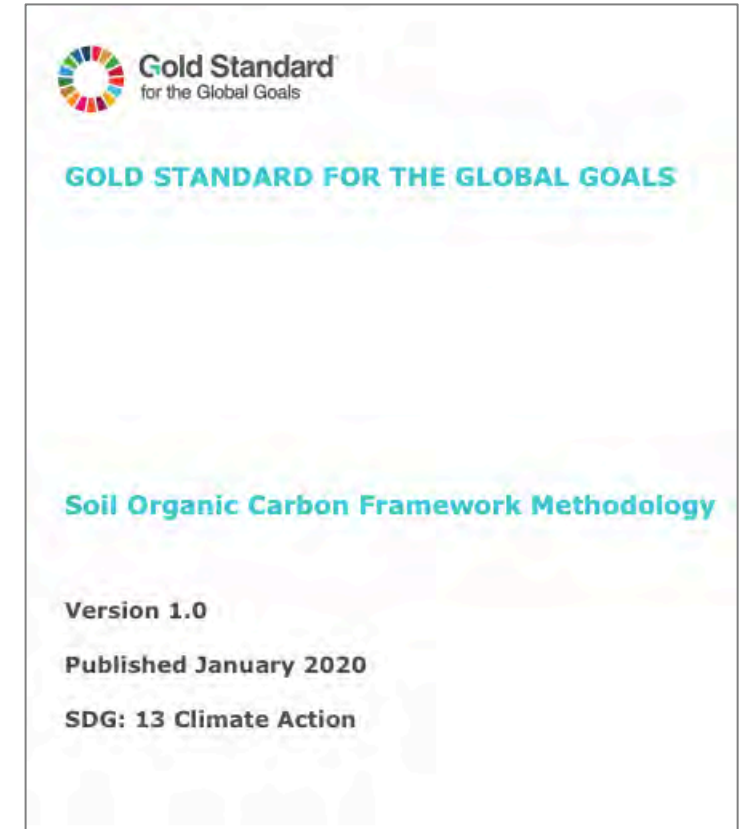 Gold Standard
for the Global Goals
GOLD STANDARD FOR THE GLOBAL GOALS
Soil Organic Carbon Framework Methodology
Version 1.0
Published January 2020
SDG: 13 Climate Action